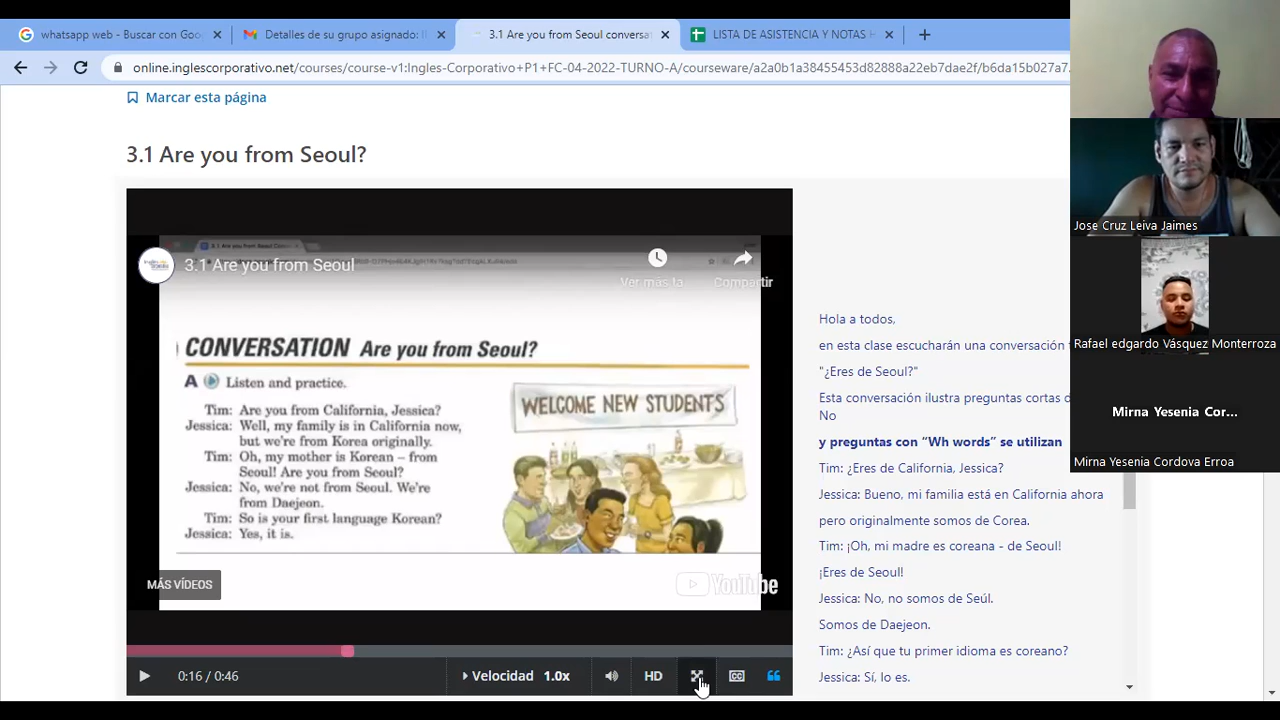 whatsapp web - Buscar con Goo
Detalles de su grupo asignado: I
3.1 Are you from Seoul conversat
LISTA DE ASISTENCIA Y NOTAS H
online.inglescorporativo.net/courses/course-v1:Ingles-Corporativo+P1+FC-04-2022-TURNO-A/courseware/a2a0b1a38455453d82888a22eb7dae2f/b6da15b027a7.
Marcar esta página
3.1 Are you from Seoul?
3.1 Are you from Seoul
Ver más ta
Compartir
CONVERSATION Are you from Seoul?
A Listen and practice.
Tim: Are you from California, Jessica?
Jessica: Well, my family is in California now,
but we're from Korea originally.
Tim: Oh, my mother is Korean – from
Seoul! Are you from Seoul?
Jessica: No, we're not from Seoul. We're
from Daejeon.
Tim: So is your first language Korean?
Jessica: Yes, it is.
WELCOME NEW STUDENTS
MÁS VÍDEOS
YouTube
0:16 / 0:46
Velocidad 1.0x
HD
CC
Hola a todos,
en esta clase escucharán una conversación
"¿Eres de Seoul?"
Esta conversación ilustra preguntas cortas d
No
y preguntas con “Wh words” se utilizan
Tim: ¿Eres de California, Jessica?
Jessica: Bueno, mi familia está en California ahora
pero originalmente somos de Corea.
Tim: ¡Oh, mi madre es coreana - de Seoul!
¡Eres de Seoul!
Jessica: No, no somos de Seúl.
Somos de Daejeon.
Tim: ¿Así que tu primer idioma es coreano?
Jessica: Sí, lo es.
Jose Cruz Leiva Jaimes
Rafael edgardo Vásquez Monterroza
Mirna Yesenia Cor...
Mirna Yesenia Cordova Erroa